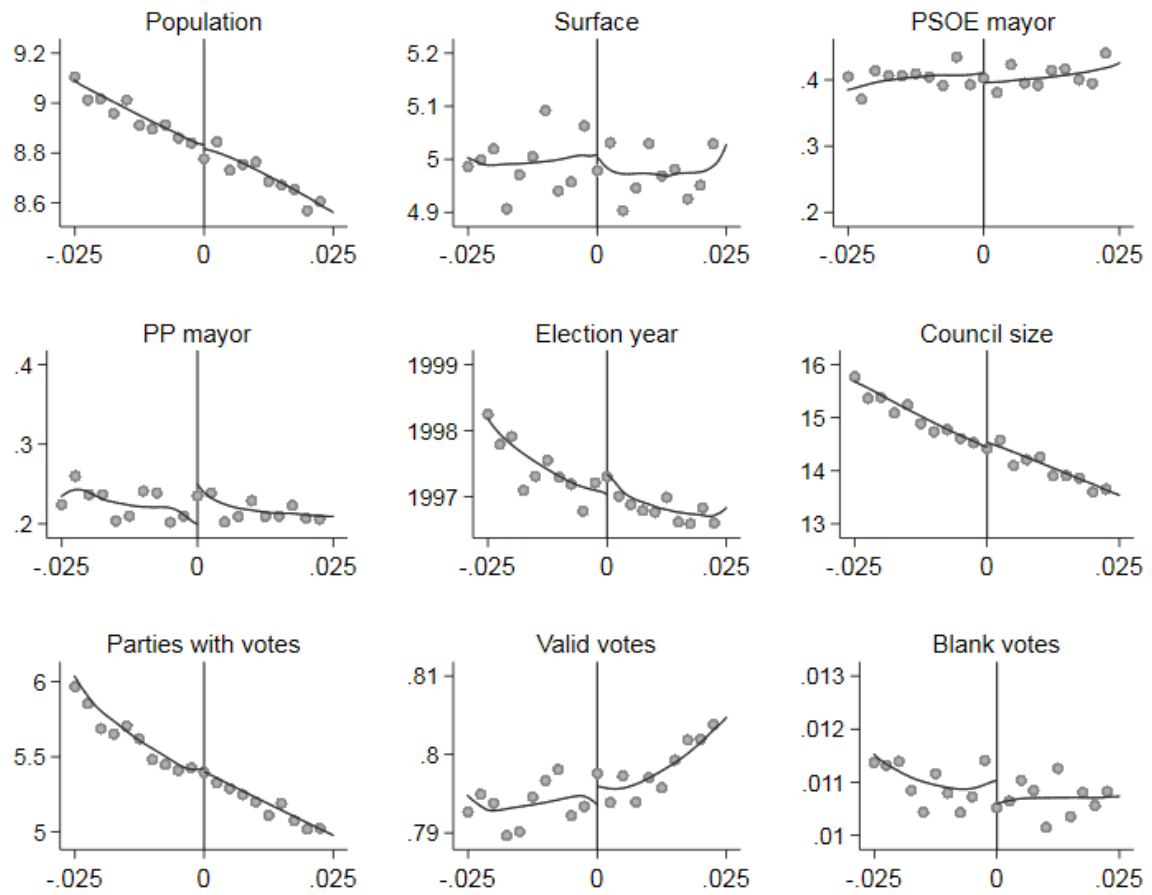 Population
9.2
9
8.8
8.6
-.025 0 .025
Surface
5.2
5.1
5
4.9
-.025 0 .025
PSOE mayor
.4
.3
.2
-.025 0 .025
PP mayor
.4
.3
.2
-.025 0 .025
Election year
1999
1998
1997
-.025 0 .025
Council size
16
15
14
13
-.025 0 .025
Parties with votes
6
5.5
5
-.025 0 .025
Valid votes
.81
.8
.79
-.025 0 .025
Blank votes
.013
.012
.011
.01
-.025 0 .025